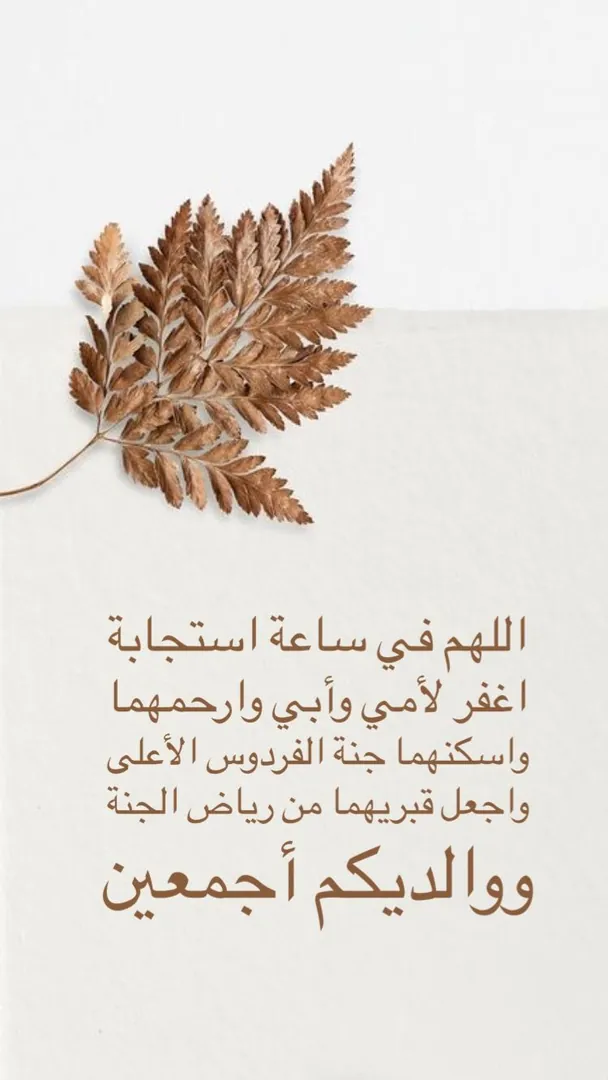 اللهم في ساعة استجابة
اغفر لأمي وأبي وارحمهما
واسكنهما جنة الفردوس الأعلى
واجعل قبريهما من رياض الجنة
ووالديكم أجمعين